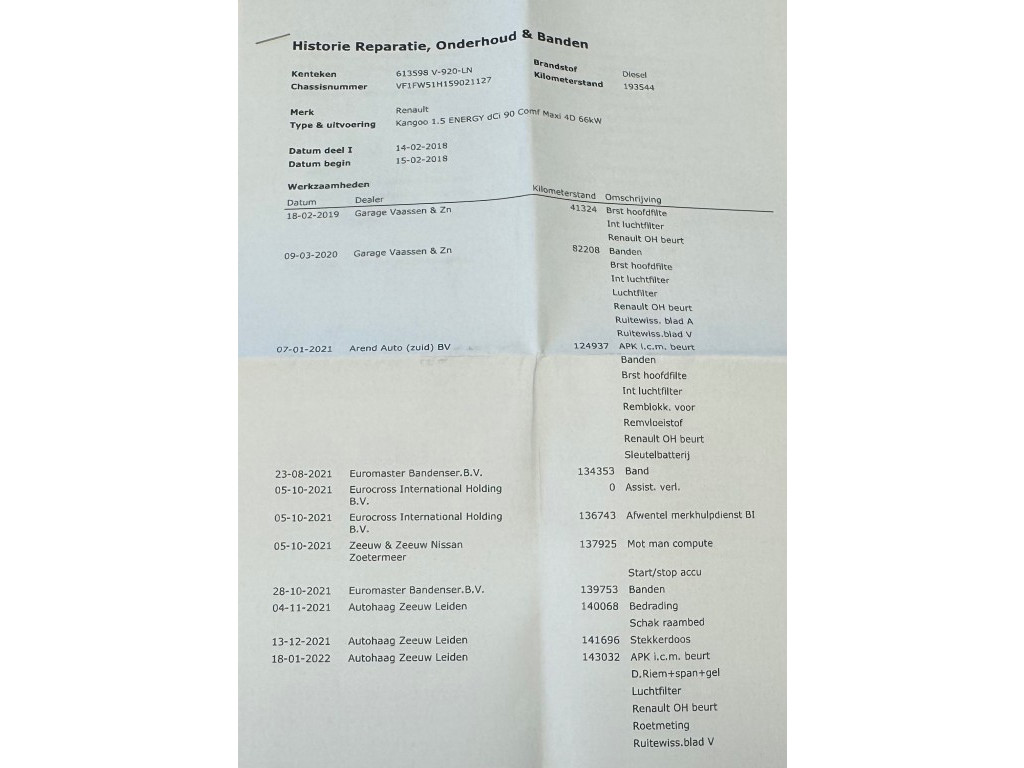 Historie Reparatie, Onderhoud & Banden
Kenteken 613598 V-920-LN Brandstof Diesel
Chassisnummer VF1FW51H159021127 Kilometerstand 193544
Merk Renault
Type & uitvoering Kangoo 1.5 ENERGY dCi 90 Comf Maxi 4D 66kW
Datum deel I 14-02-2018
Datum begin 15-02-2018
Werkzaamheden
Datum Dealer Kilometerstand Omschrijving
18-02-2019 Garage Vaassen & Zn 41324 Brst hoofdfilte
Int luchtfilter
Renault OH beurt
09-03-2020 Garage Vaassen & Zn 82208 Banden
Brst hoofdfilte
Int luchtfilter
Luchtfilter
Renault OH beurt
Ruitewiss. blad A
Ruitewiss.blad V
07-01-2021 Arend Auto (zuid) BV 124937 APK i.c.m. beurt
Banden
Brst hoofdfilte
Int luchtfilter
Remblokk. voor
Remvloeistof
Renault OH beurt
Sleutelbatterij
23-08-2021 Euromaster Bandenser.B.V. 134353 Band
05-10-2021 Eurocross International Holding 0 Assist. verl.
B.V.
05-10-2021 Eurocross International Holding 136743 Afwentel merkhulpdienst BI
B.V.
05-10-2021 Zeeuw & Zeeuw Nissan 137925 Mot man compute
Zoetermeer
Start/stop accu
28-10-2021 Euromaster Bandenser.B.V. 139753 Banden
04-11-2021 Autohaag Zeeuw Leiden 140068 Bedrading
Schak raambed
13-12-2021 Autohaag Zeeuw Leiden 141696 Stekkerdoos
18-01-2022 Autohaag Zeeuw Leiden 143032 APK i.c.m. beurt
D.Riem+span+gel
Luchtfilter
Renault OH beurt
Roetmeting
Ruitewiss.blad V